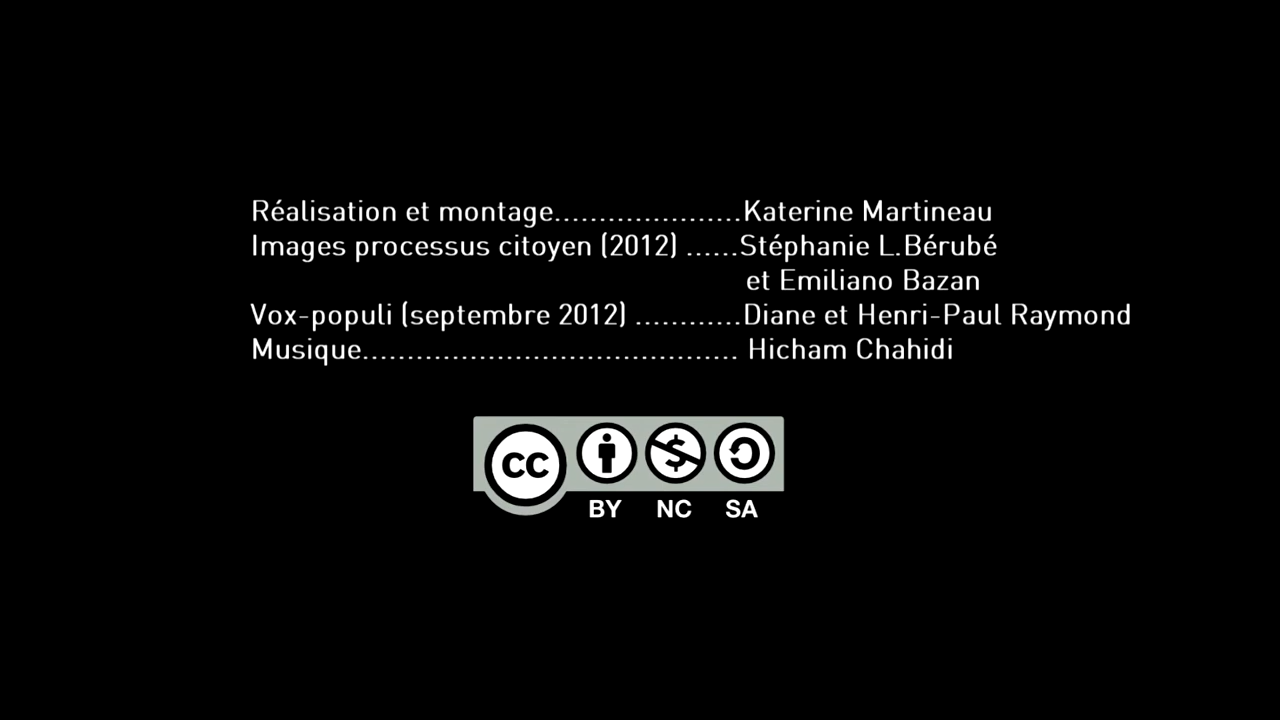 Réalisation et montage.....................Katerine Martineau
Images processus citoyen (2012) ......Stéphanie L.Bérubé
et Emiliano Bazan
Vox-populi (septembre 2012) ............Diane et Henri-Paul Raymond
Musique.......................................... Hicham Chahidi
cc
BY NC SA